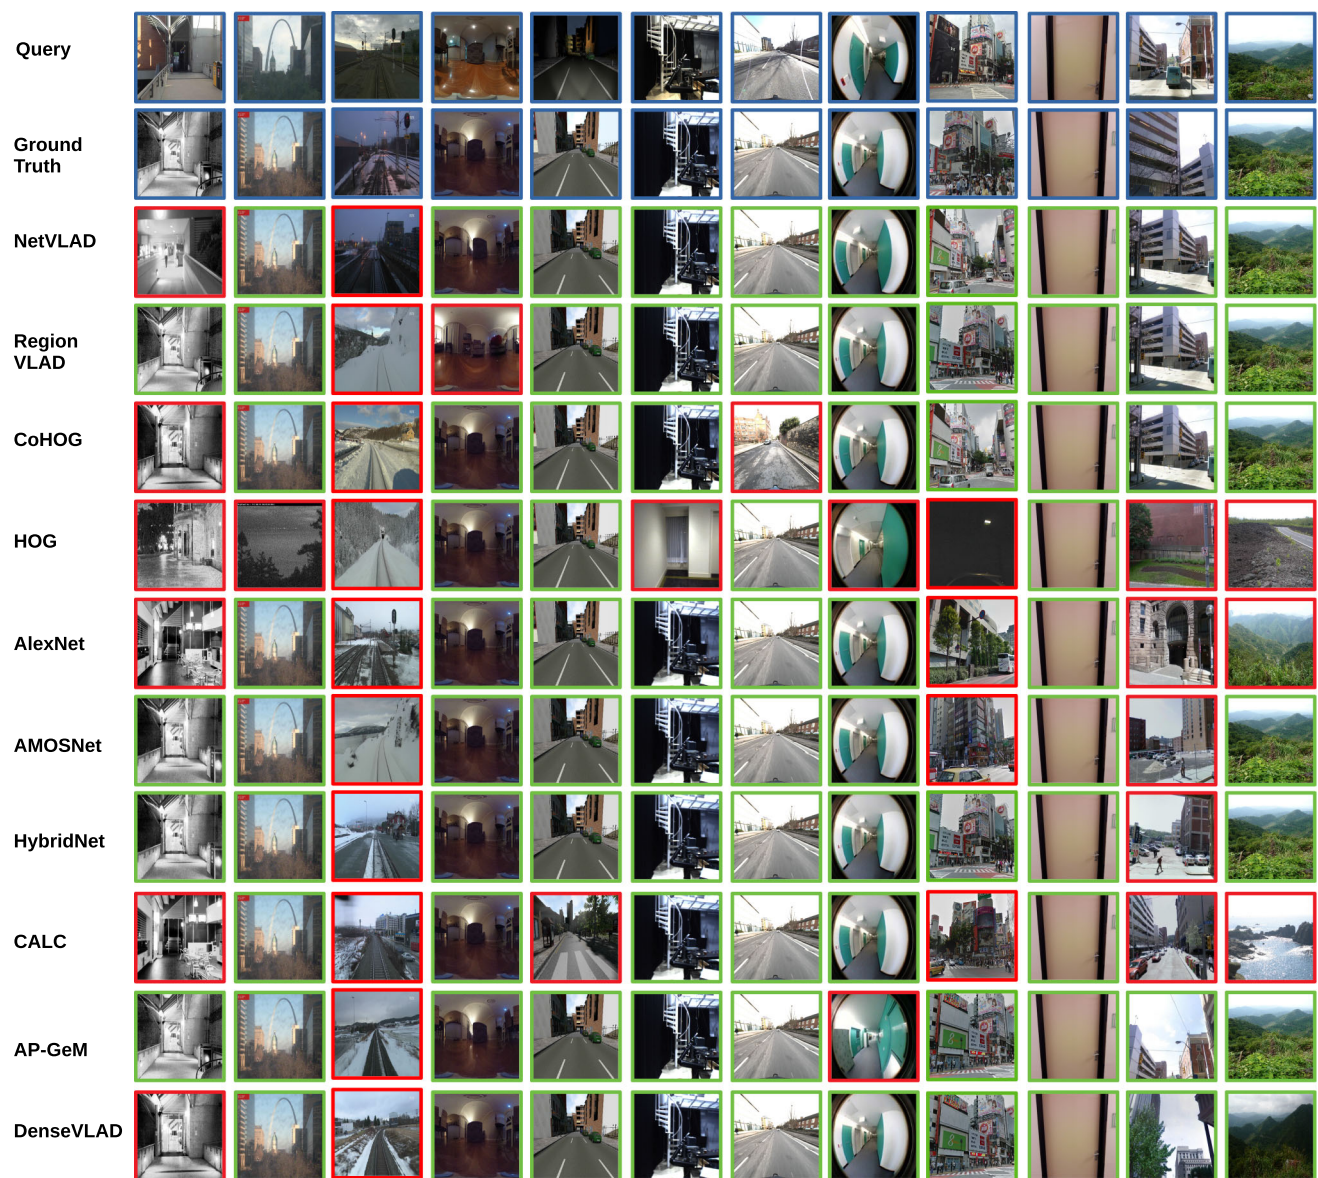 Query
Ground
Truth
NetVLAD
Region
VLAD
CoHOG
HOG
AlexNet
AMOSNet
HybridNet
CALC
AP-GeM
DenseVLAD